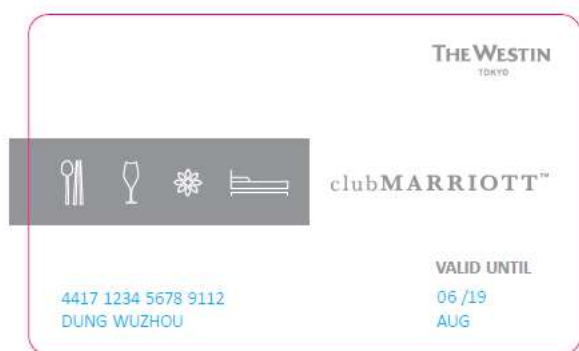 THE WESTIN
TOKYO
clubMARRIOTT™
VALID UNTIL
4417 1234 5678 9112
06 /19
DUNG WUZHOU
AUG